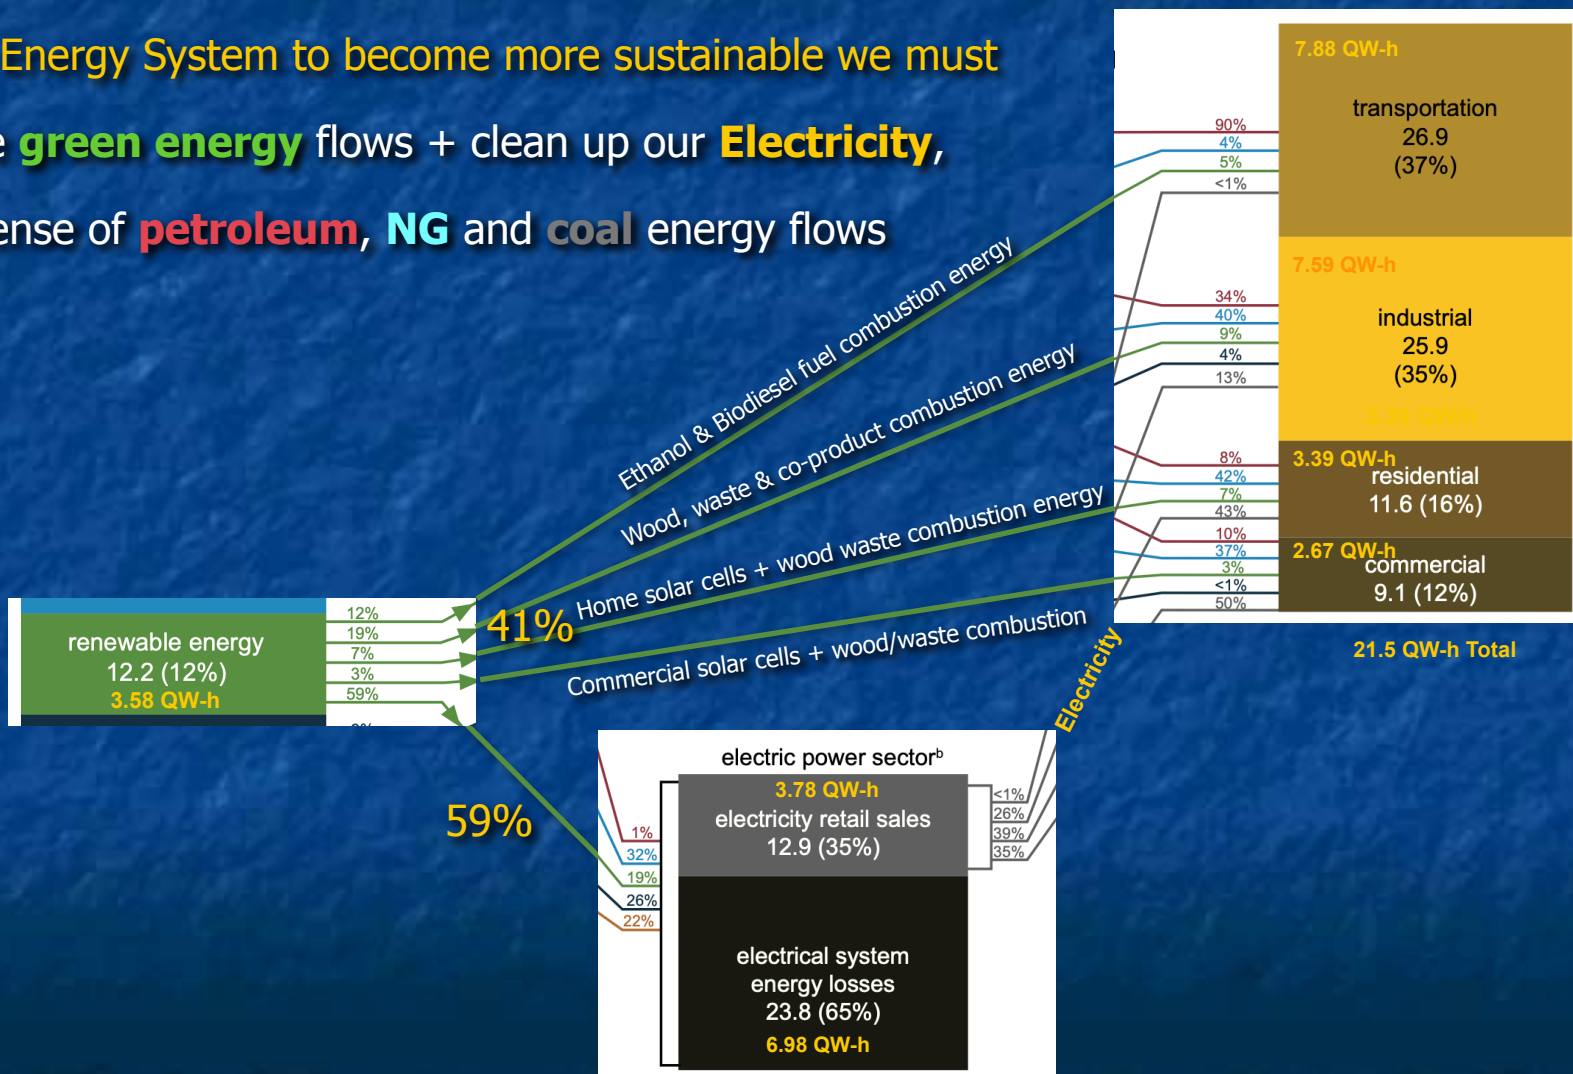 Energy System to become more sustainable we must
e green energy flows + clean up our Electricity,
ense of petroleum, NG and coal energy flows
7.88 QW-h
transportation
26.9
(37%)
90%
4%
5%
<1%
7.59 QW-h
industrial
25.9
(35%)
34%
40%
9%
4%
13%
3.39 QW-h
residential
11.6 (16%)
8%
42%
7%
43%
2.67 QW-h
commercial
9.1 (12%)
10%
37%
3%
<1%
50%
21.5 QW-h Total
Ethanol & Biodiesel fuel combustion energy
Wood, waste & co-product combustion energy
Home solar cells + wood waste combustion energy
Commercial solar cells + wood/waste combustion
Electricity
renewable energy
12.2 (12%)
3.58 QW-h
12%
19%
7%
3%
59%
41%
59%
electric power sectorᵇ
3.78 QW-h
electricity retail sales
12.9 (35%)
electrical system
energy losses
23.8 (65%)
6.98 QW-h
1%
32%
19%
26%
22%
<1%
26%
39%
35%